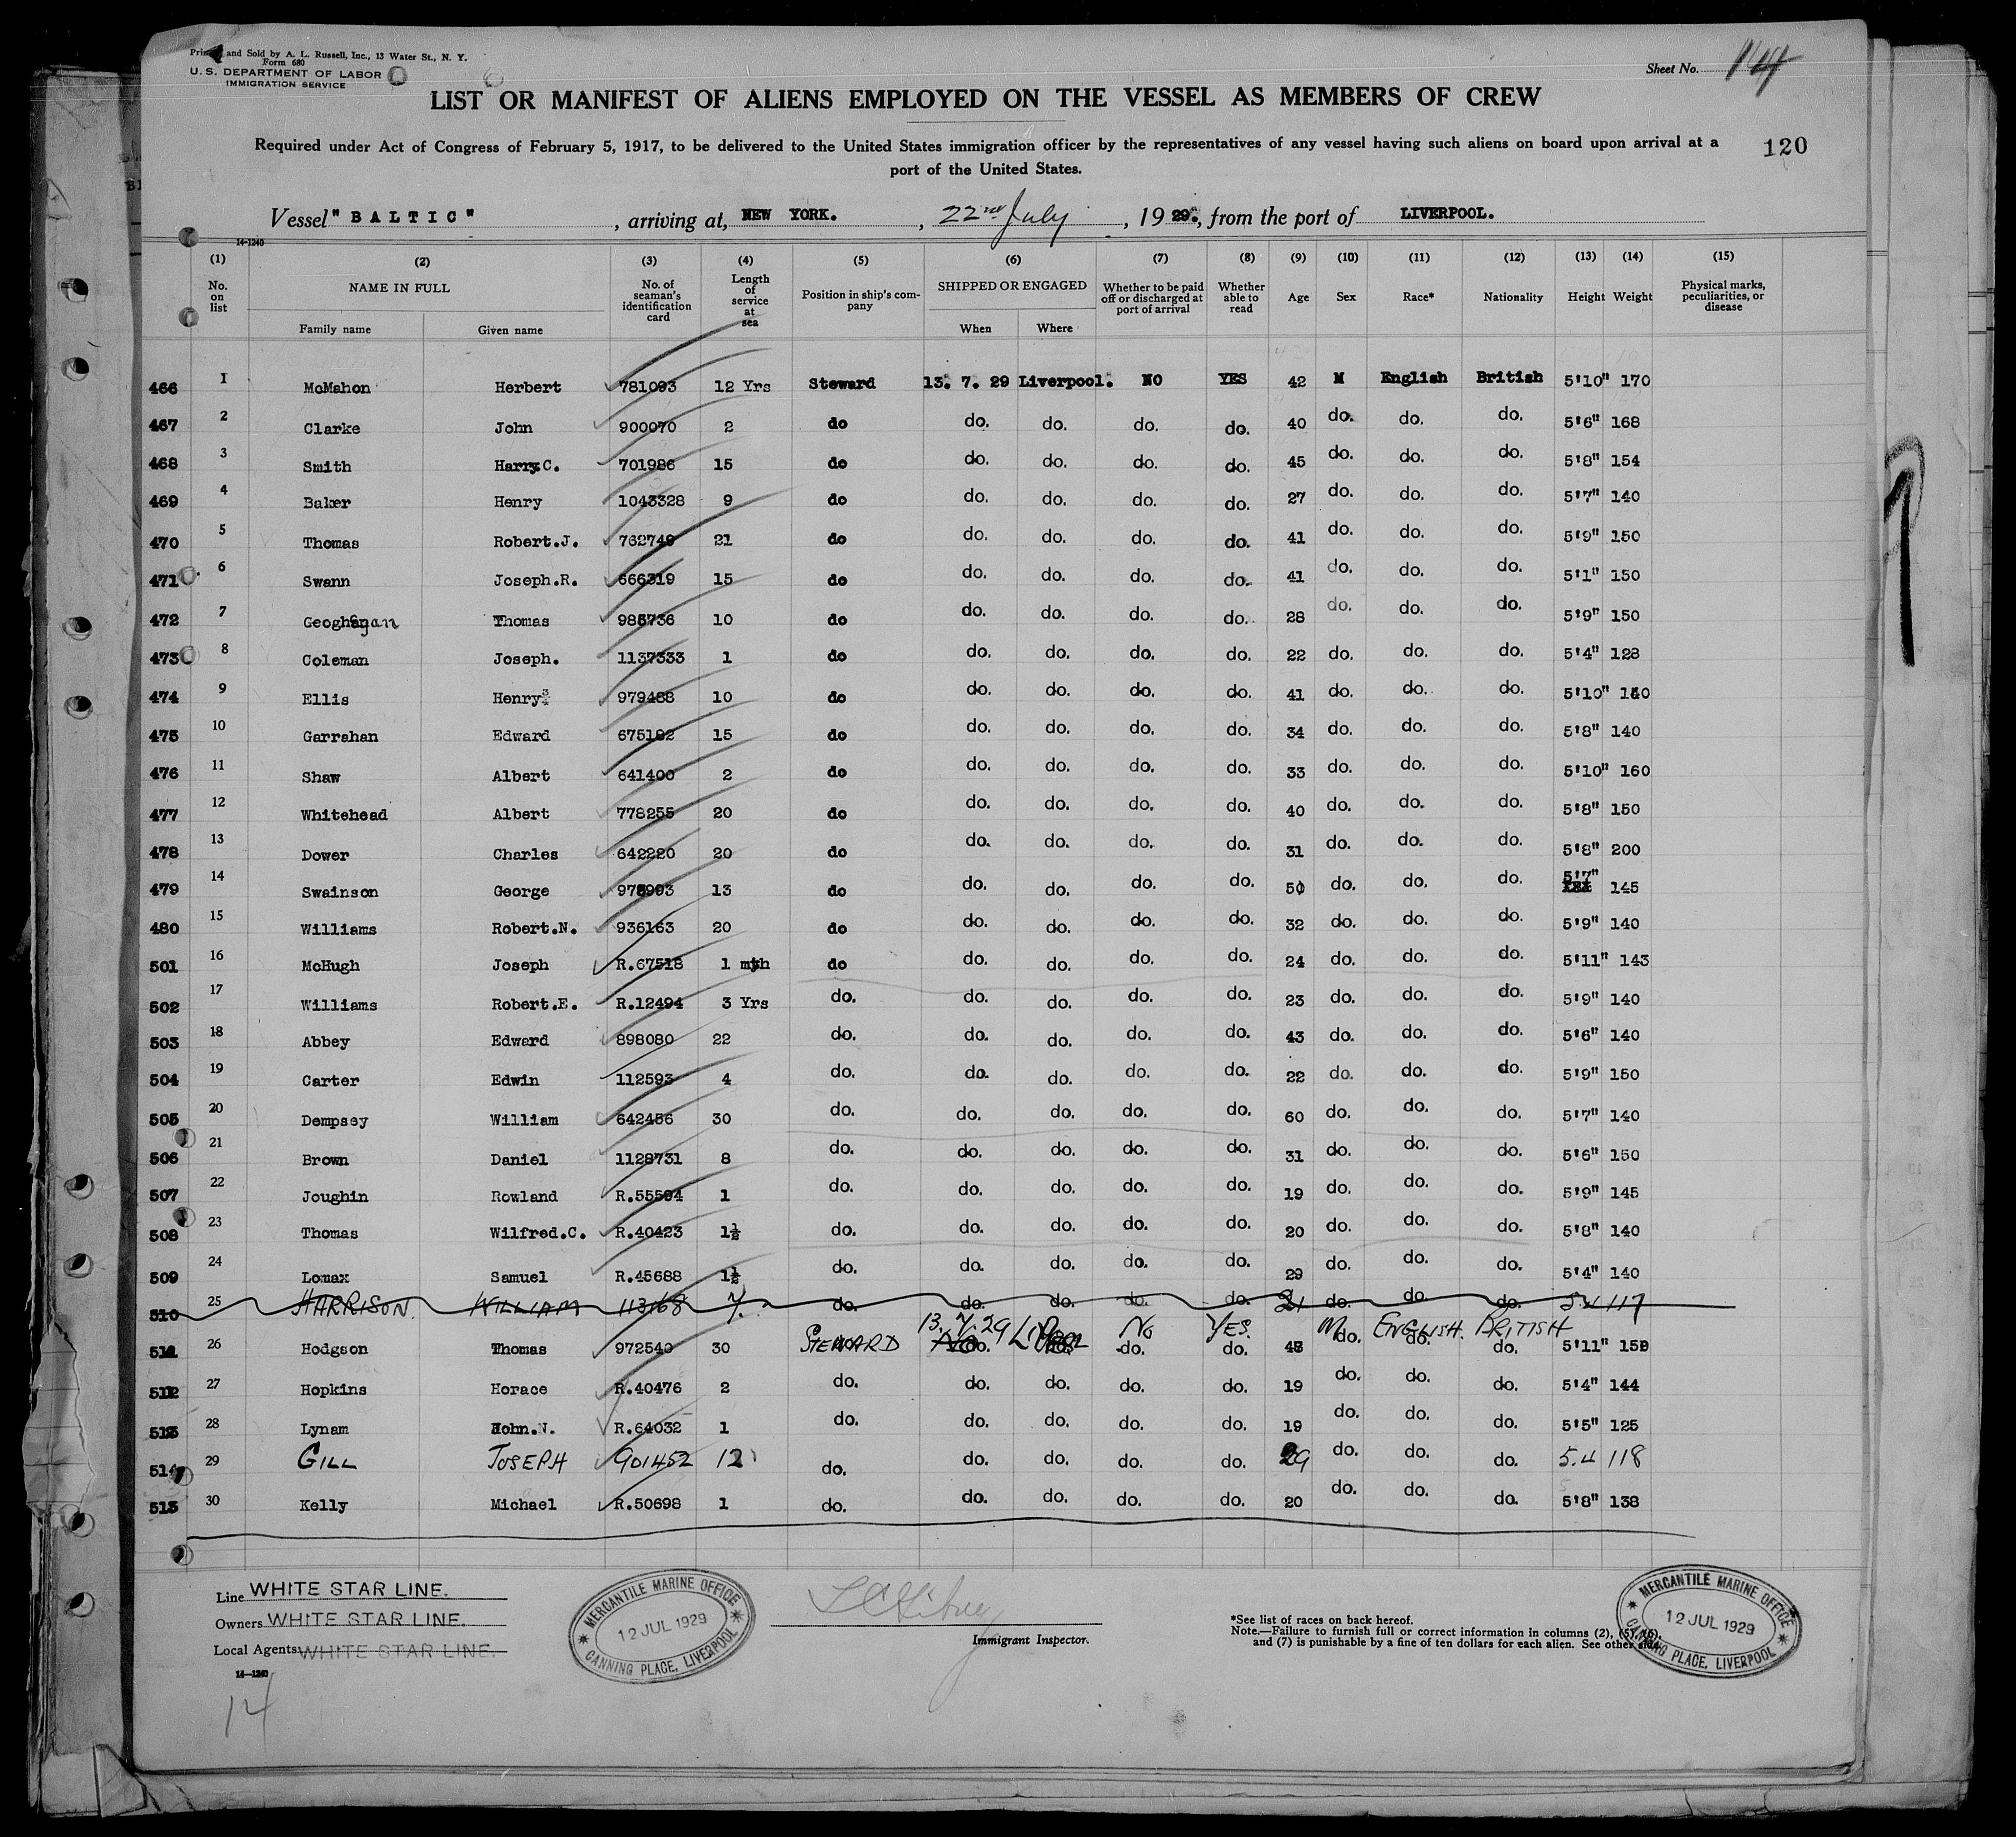 Printed and Sold by A. L. Russell, Inc., 13 Water St., N. Y.
Form 680
U. S. DEPARTMENT OF LABOR
IMMIGRATION SERVICE
Sheet No.
LIST OR MANIFEST OF ALIENS EMPLOYED ON THE VESSEL AS MEMBERS OF CREW
Required under Act of Congress of February 5, 1917, to be delivered to the United States immigration officer by the representatives of any vessel having such aliens on board upon arrival at a
port of the United States.
120
Vessel "BALTIC", arriving at, NEW YORK., 22nd July, 1929., from the port of LIVERPOOL.
14-1240
(1) (2) (3) (4) (5) (6) (7) (8) (9) (10) (11) (12) (13) (14) (15)
No. on list NAME IN FULL No. of seaman's identification card Length of service at sea Position in ship's company SHIPPED OR ENGAGED Whether to be paid off or discharged at port of arrival Whether able to read Age Sex Race* Nationality Height Weight Physical marks, peculiarities, or disease
Family name Given name When Where
466 1 McMahon Herbert 781093 12 Yrs Steward 13. 7. 29 Liverpool. NO YES 42 M English British 5'10" 170
467 2 Clarke John 900070 2 do do. do. do. do. 40 do. do. do. 5'6" 168
468 3 Smith Harry C. 701986 15 do do. do. do. do. 45 do. do. do. 5'8" 154
469 4 Baker Henry 1043328 9 do do. do. do. do. 27 do. do. do. 5'7" 140
470 5 Thomas Robert.J. 762749 21 do do. do. do. do. 41 do. do. do. 5'9" 150
471 6 Swann Joseph.R. 666319 15 do do. do. do. do. 41 do. do. do. 5'1" 150
472 7 Geoghegan Thomas 985736 10 do do. do. do. do. 28 do. do. do. 5'9" 150
473 8 Coleman Joseph. 1137333 1 do do. do. do. do. 22 do. do. do. 5'4" 128
474 9 Ellis Henry 979488 10 do do. do. do. do. 41 do. do. do. 5'10"
475 10 Garrahan Edward 675192 15 do do. do. do. do. 34 do. do. do. 5'8" 140
476 11 Shaw Albert 641400 2 do do. do. do. do. 33 do. do. do. 5'10" 160
477 12 Whitehead Albert 778255 20 do do. do. do. do. 40 do. do. do. 5'8" 150
478 13 Dower Charles 642220 20 do do. do. do. do. 31 do. do. do. 5'8" 200
479 14 Swainson George 13 do do. do. do. do. do. do. do. 5'7" 145
480 15 Williams Robert.N. 936163 20 do do. do. do. do. 32 do. do. do. 5'9" 140
501 16 McHugh Joseph R.67518 1 mth do do. do. do. do. 24 do. do. do. 5'11" 143
502 17 Williams Robert.E. R.12494 3 Yrs do. do. do. do. do. 23 do. do. do. 5'9" 140
503 18 Abbey Edward 898080 22 do. do. do. do. do. 43 do. do. do. 5'6" 140
504 19 Carter Edwin 112593 4 do. do. do. do. do. 22 do. do. do. 5'9" 150
505 20 Dempsey William 642456 30 do. do. do. do. do. 60 do. do. do. 5'7" 140
506 21 Brown Daniel 1128731 8 do. do. do. do. do. 31 do. do. do. 5'6" 150
507 22 Joughin Rowland R.55594 1 do. do. do. do. do. 19 do. do. do. 5'9" 145
508 23 Thomas Wilfred.C. R.40423 1½ do. do. do. do. do. 20 do. do. do. 5'8" 140
509 24 Lomax Samuel R.45688 1½ do. do. do. do. do. 29 do. do. do. 5'4" 140
510 25 HARRISON. WILLIAM 113168 7. do. do. do. do. do. 21 do. do. do. 5.4 117
511 26 Hodgson Thomas 972540 30 STEWARD 13. 7. 29 L'POOL No YES. M. ENGLISH. BRITISH do. do. do. do. do. do. 5'11"
512 27 Hopkins Horace R.40476 2 do. do. do. do. do. 19 do. do. do. 5'4" 144
513 28 Lynam John.N. R.64032 1 do. do. do. do. do. 19 do. do. do. 5'5" 125
514 29 GILL JOSEPH 901452 12 do. do. do. do. do. 29 do. do. do. 5.4 118
515 30 Kelly Michael R.50698 1 do. do. do. do. do. 20 do. do. do. 5'8" 138
Line WHITE STAR LINE.
Owners WHITE STAR LINE.
Local Agents WHITE STAR LINE.
14-1240
14
MERCANTILE MARINE OFFICE
12 JUL 1929
CANNING PLACE, LIVERPOOL
Immigrant Inspector.
*See list of races on back hereof.
Note.—Failure to furnish full or correct information in columns (2), (5), (6),
and (7) is punishable by a fine of ten dollars for each alien. See other side.
MERCANTILE MARINE OFFICE
12 JUL 1929
CANNING PLACE, LIVERPOOL